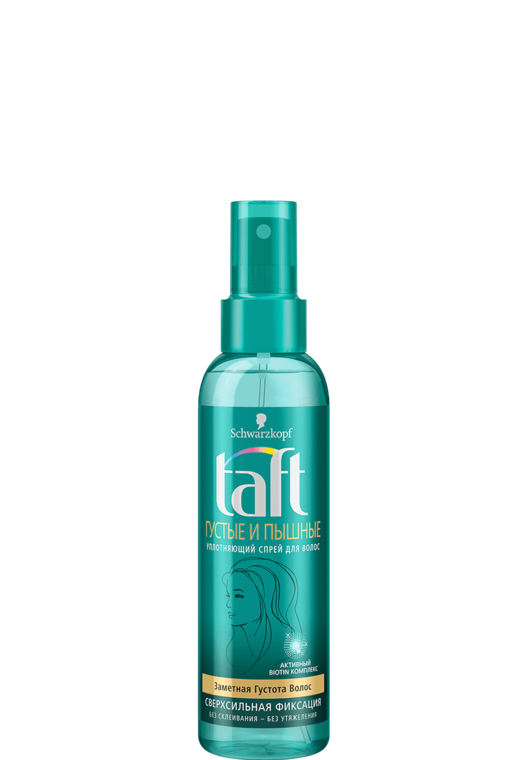 Schwarzkopf
taft
ГУСТЫЕ И ПЫШНЫЕ
УПЛОТНЯЮЩИЙ СПРЕЙ ДЛЯ ВОЛОС
АКТИВНЫЙ
BIOTIN КОМПЛЕКС
Заметная Густота Волос
СВЕРХСИЛЬНАЯ ФИКСАЦИЯ
БЕЗ СКЛЕИВАНИЯ – БЕЗ УТЯЖЕЛЕНИЯ